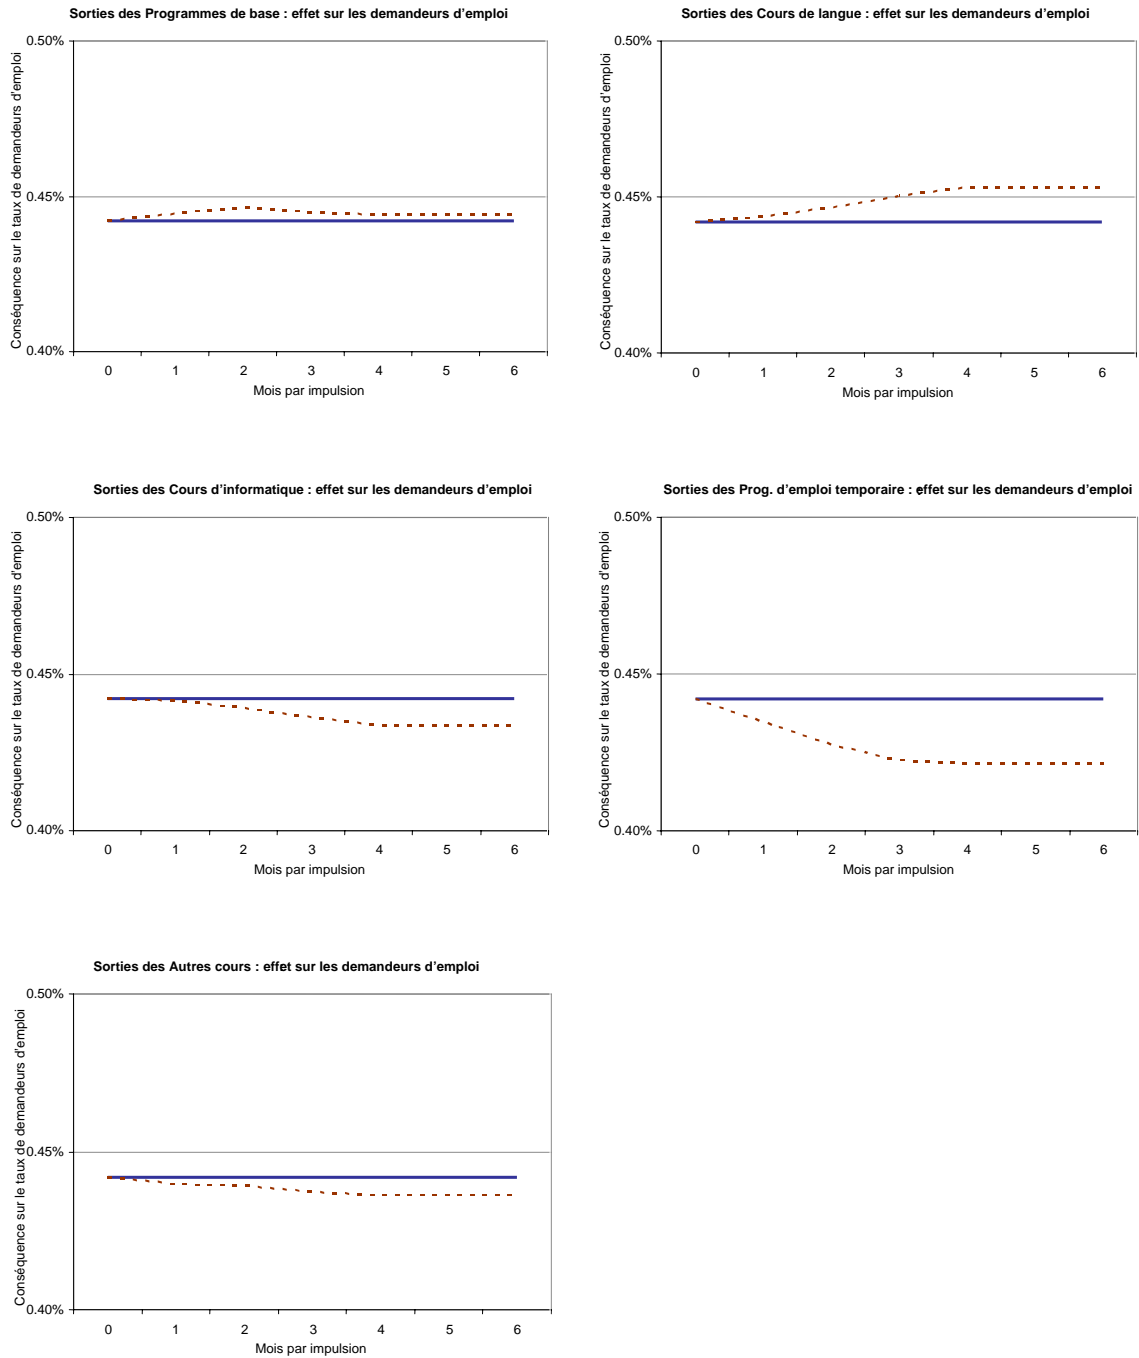 Sorties des Programmes de base : effet sur les demandeurs d'emploi
Conséquence sur le taux de demandeurs d'emploi
0.50%
0.45%
0.40%
0 1 2 3 4 5 6
Mois par impulsion
Sorties des Cours de langue : effet sur les demandeurs d'emploi
Conséquence sur le taux de demandeurs d'emploi
0.50%
0.45%
0.40%
0 1 2 3 4 5 6
Mois par impulsion
Sorties des Cours d'informatique : effet sur les demandeurs d'emploi
Conséquence sur le taux de demandeurs d'emploi
0.50%
0.45%
0.40%
0 1 2 3 4 5 6
Mois par impulsion
Sorties des Prog. d'emploi temporaire : effet sur les demandeurs d'emploi
Conséquence sur le taux de demandeurs d'emploi
0.50%
0.45%
0.40%
0 1 2 3 4 5 6
Mois par impulsion
Sorties des Autres cours : effet sur les demandeurs d'emploi
Conséquence sur le taux de demandeurs d'emploi
0.50%
0.45%
0.40%
0 1 2 3 4 5 6
Mois par impulsion